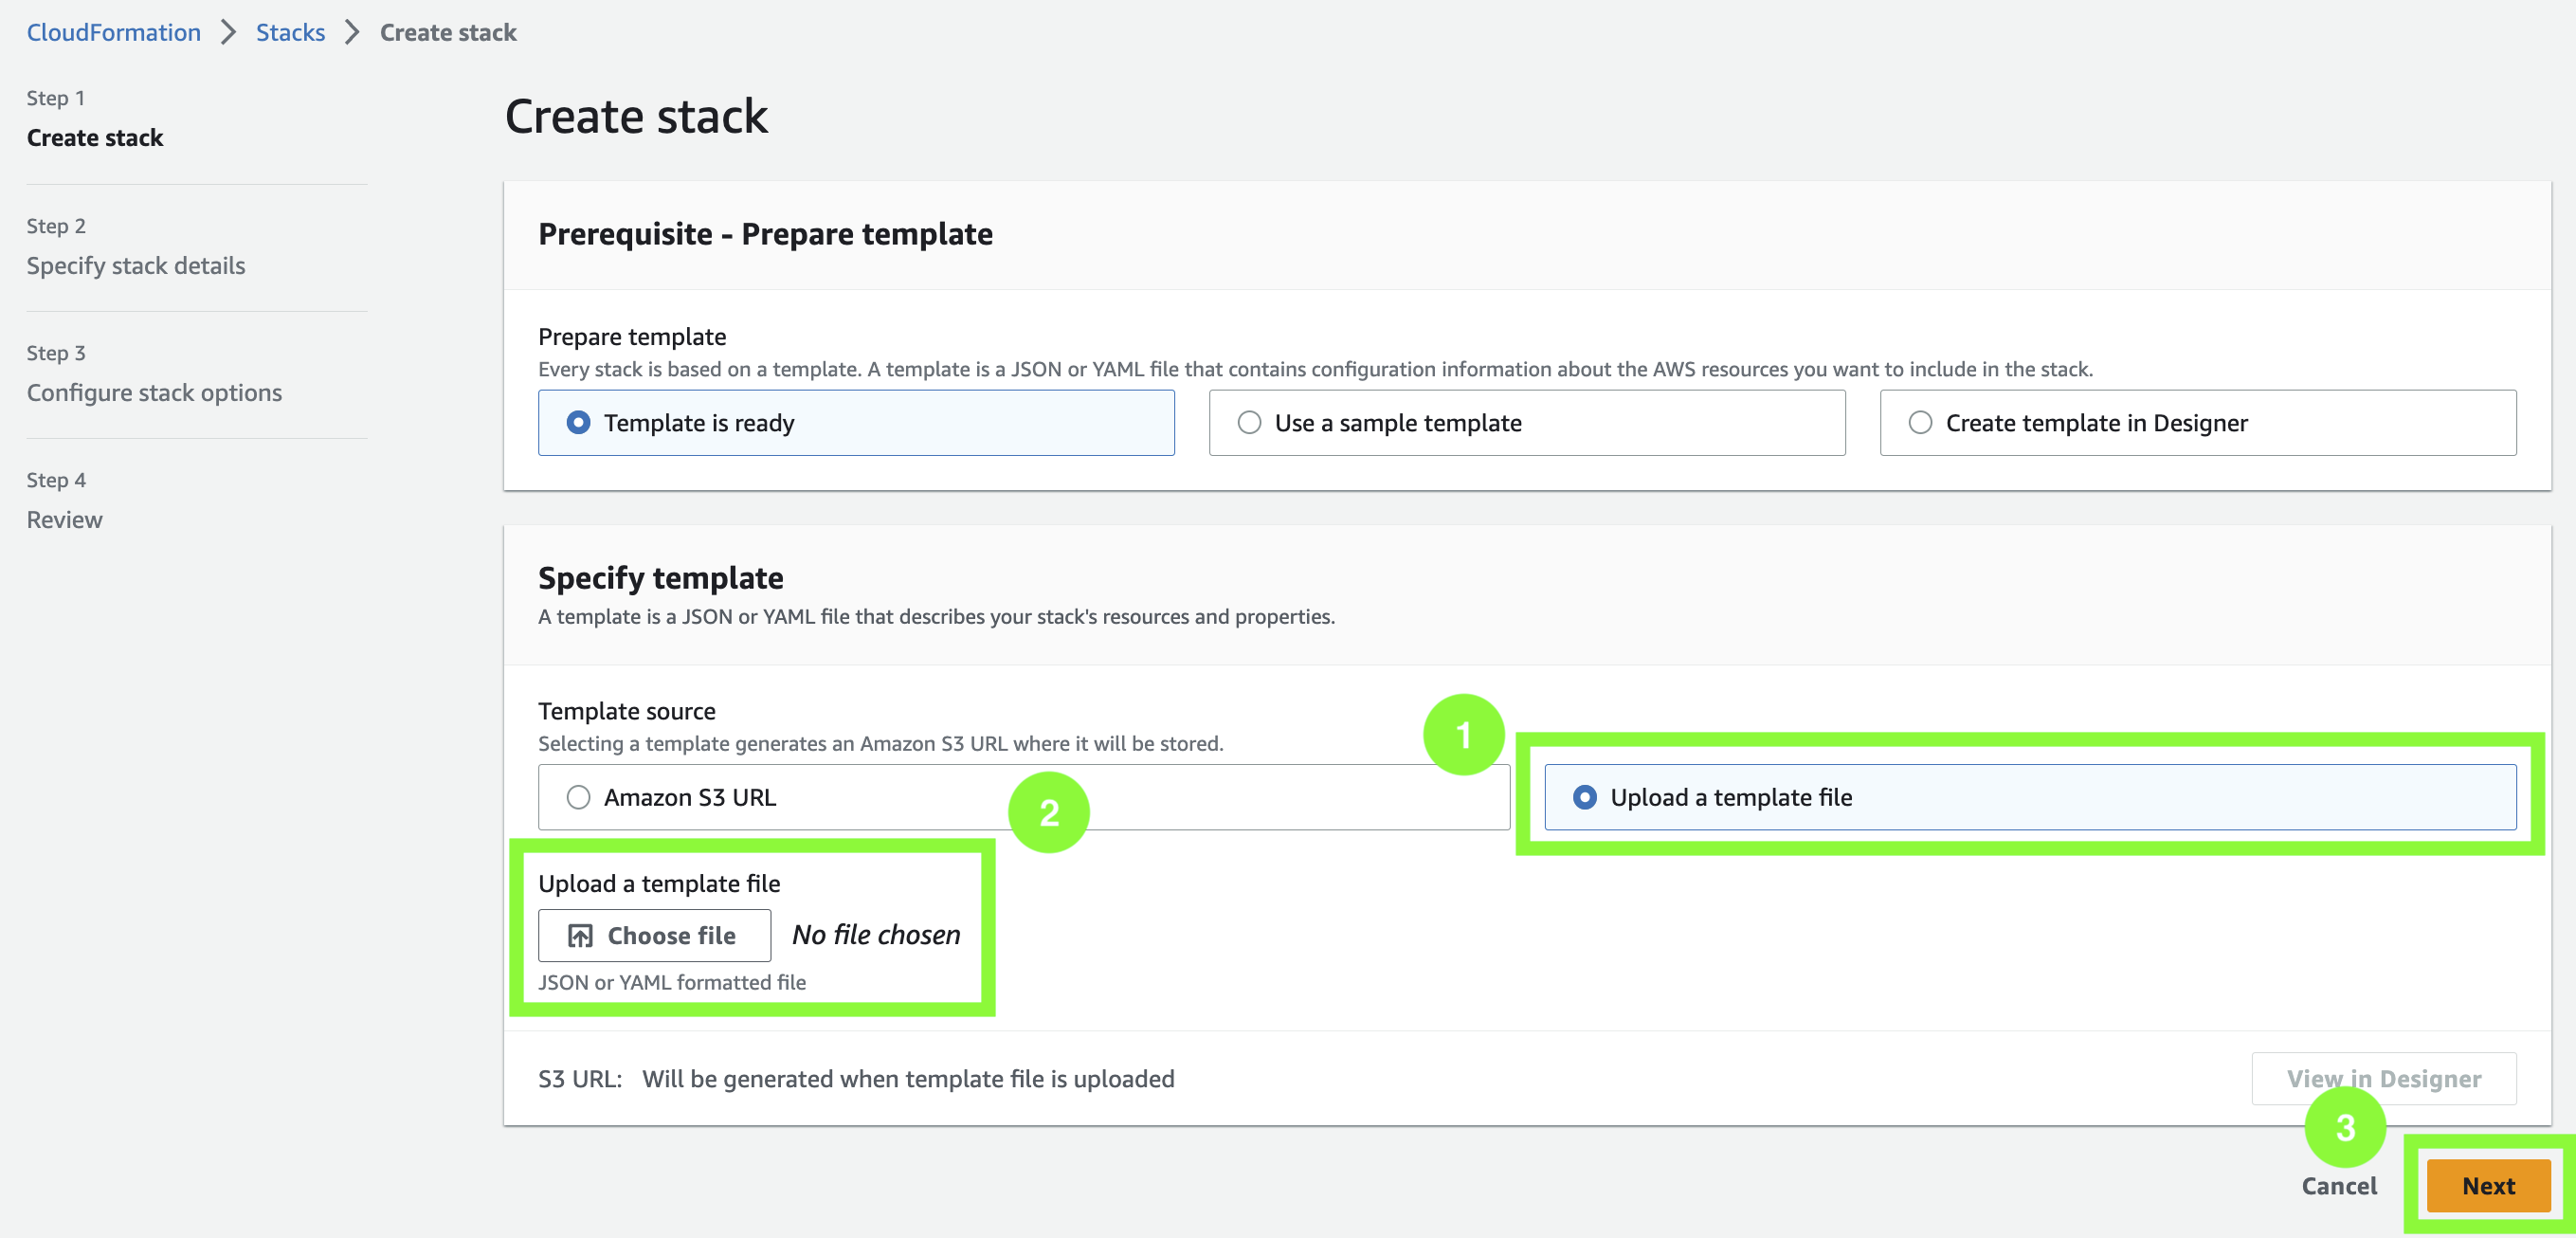 CloudFormation > Stacks > Create stack
Step 1
Create stack
Step 2
Specify stack details
Step 3
Configure stack options
Step 4
Review
Create stack
Prerequisite - Prepare template
Prepare template
Every stack is based on a template. A template is a JSON or YAML file that contains configuration information about the AWS resources you want to include in the stack.
Template is ready
Use a sample template
Create template in Designer
Specify template
A template is a JSON or YAML file that describes your stack's resources and properties.
Template source
Selecting a template generates an Amazon S3 URL where it will be stored.
1
Amazon S3 URL
2
Upload a template file
Upload a template file
Choose file No file chosen
JSON or YAML formatted file
S3 URL: Will be generated when template file is uploaded
View in Designer
3
Cancel
Next